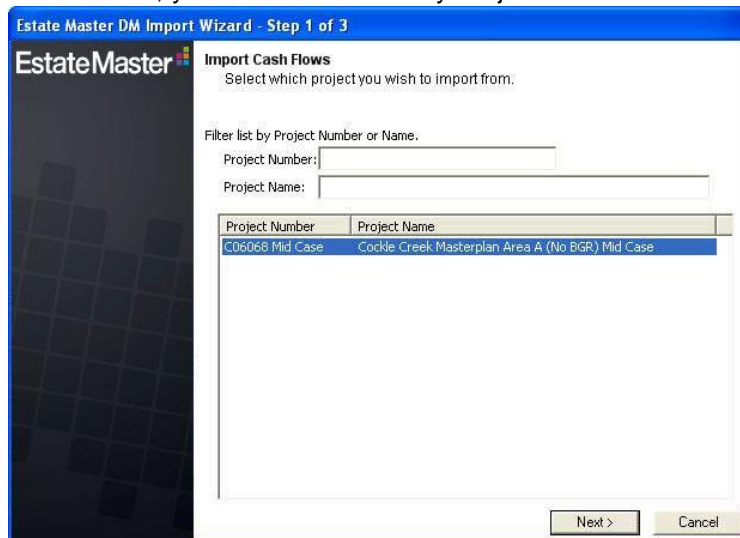 Estate Master DM Import Wizard - Step 1 of 3
EstateMaster
Import Cash Flows
Select which project you wish to import from.
Filter list by Project Number or Name.
Project Number:
Project Name:
Project Number Project Name
C06068 Mid Case Cockle Creek Masterplan Area A (No BGR) Mid Case
Next > Cancel